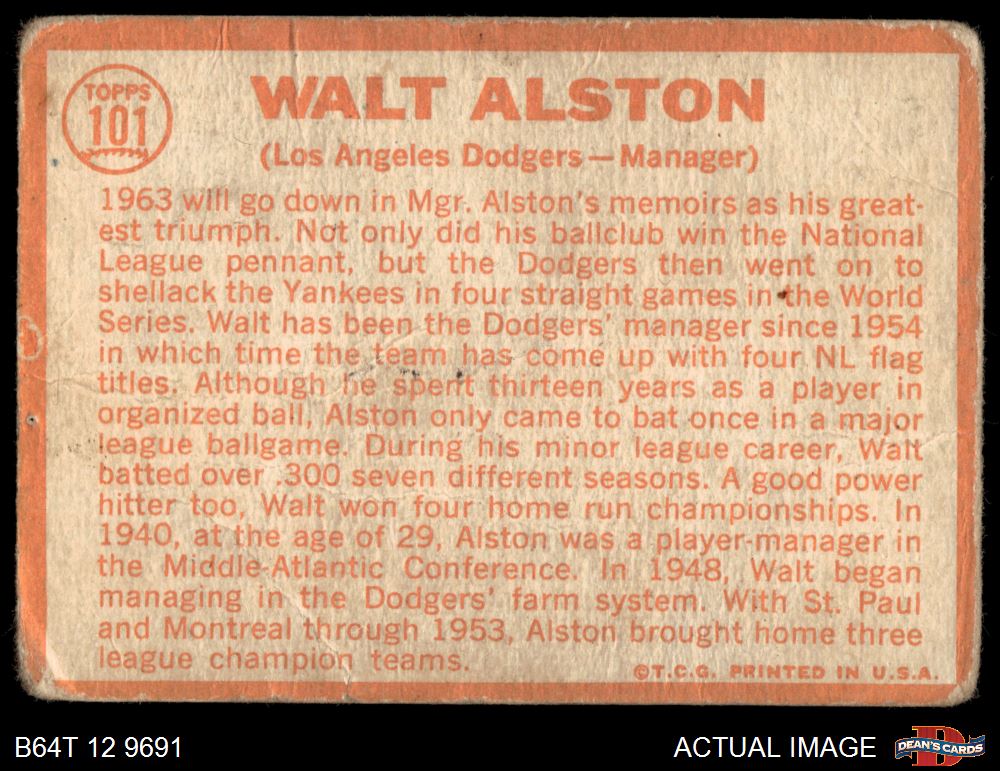 TOPPS
101
WALT ALSTON
(Los Angeles Dodgers—Manager)
1963 will go down in Mgr. Alston's memoirs as his great-
est triumph. Not only did his ballclub win the National
League pennant, but the Dodgers then went on to
shellack the Yankees in four straight games in the World
Series. Walt has been the Dodgers' manager since 1954
in which time the team has come up with four NL flag
titles. Although he spent thirteen years as a player in
organized ball, Alston only came to bat once in a major
league ballgame. During his minor league career, Walt
batted over .300 seven different seasons. A good power
hitter too, Walt won four home run championships. In
1940, at the age of 29, Alston was a player-manager in
the Middle-Atlantic Conference. In 1948, Walt began
managing in the Dodgers' farm system. With St. Paul
and Montreal through 1953, Alston brought home three
league champion teams.
©T.C.G. PRINTED IN U.S.A.
B64T 12 9691
ACTUAL IMAGE
DEAN'S CARDS